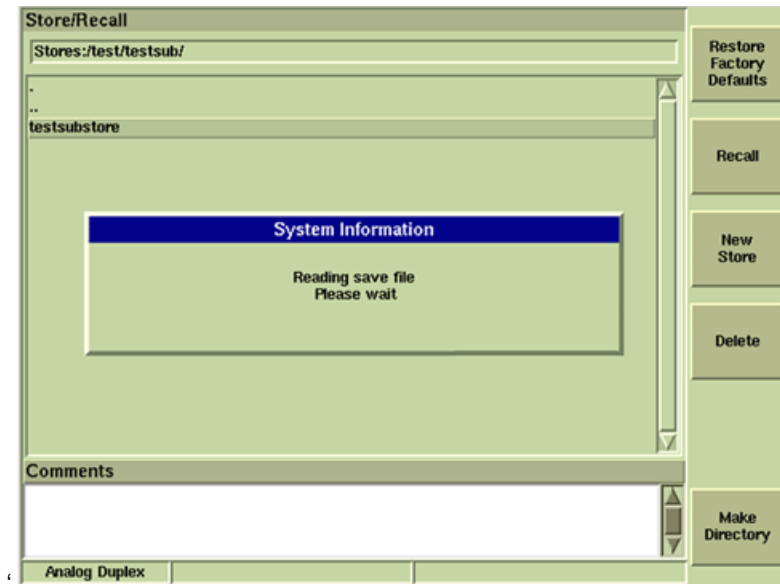 Store/Recall
Stores:/test/testsub/
.
..
testsubstore
System Information
Reading save file
Please wait
Comments
Analog Duplex
Restore
Factory
Defaults
Recall
New
Store
Delete
Make
Directory
‘